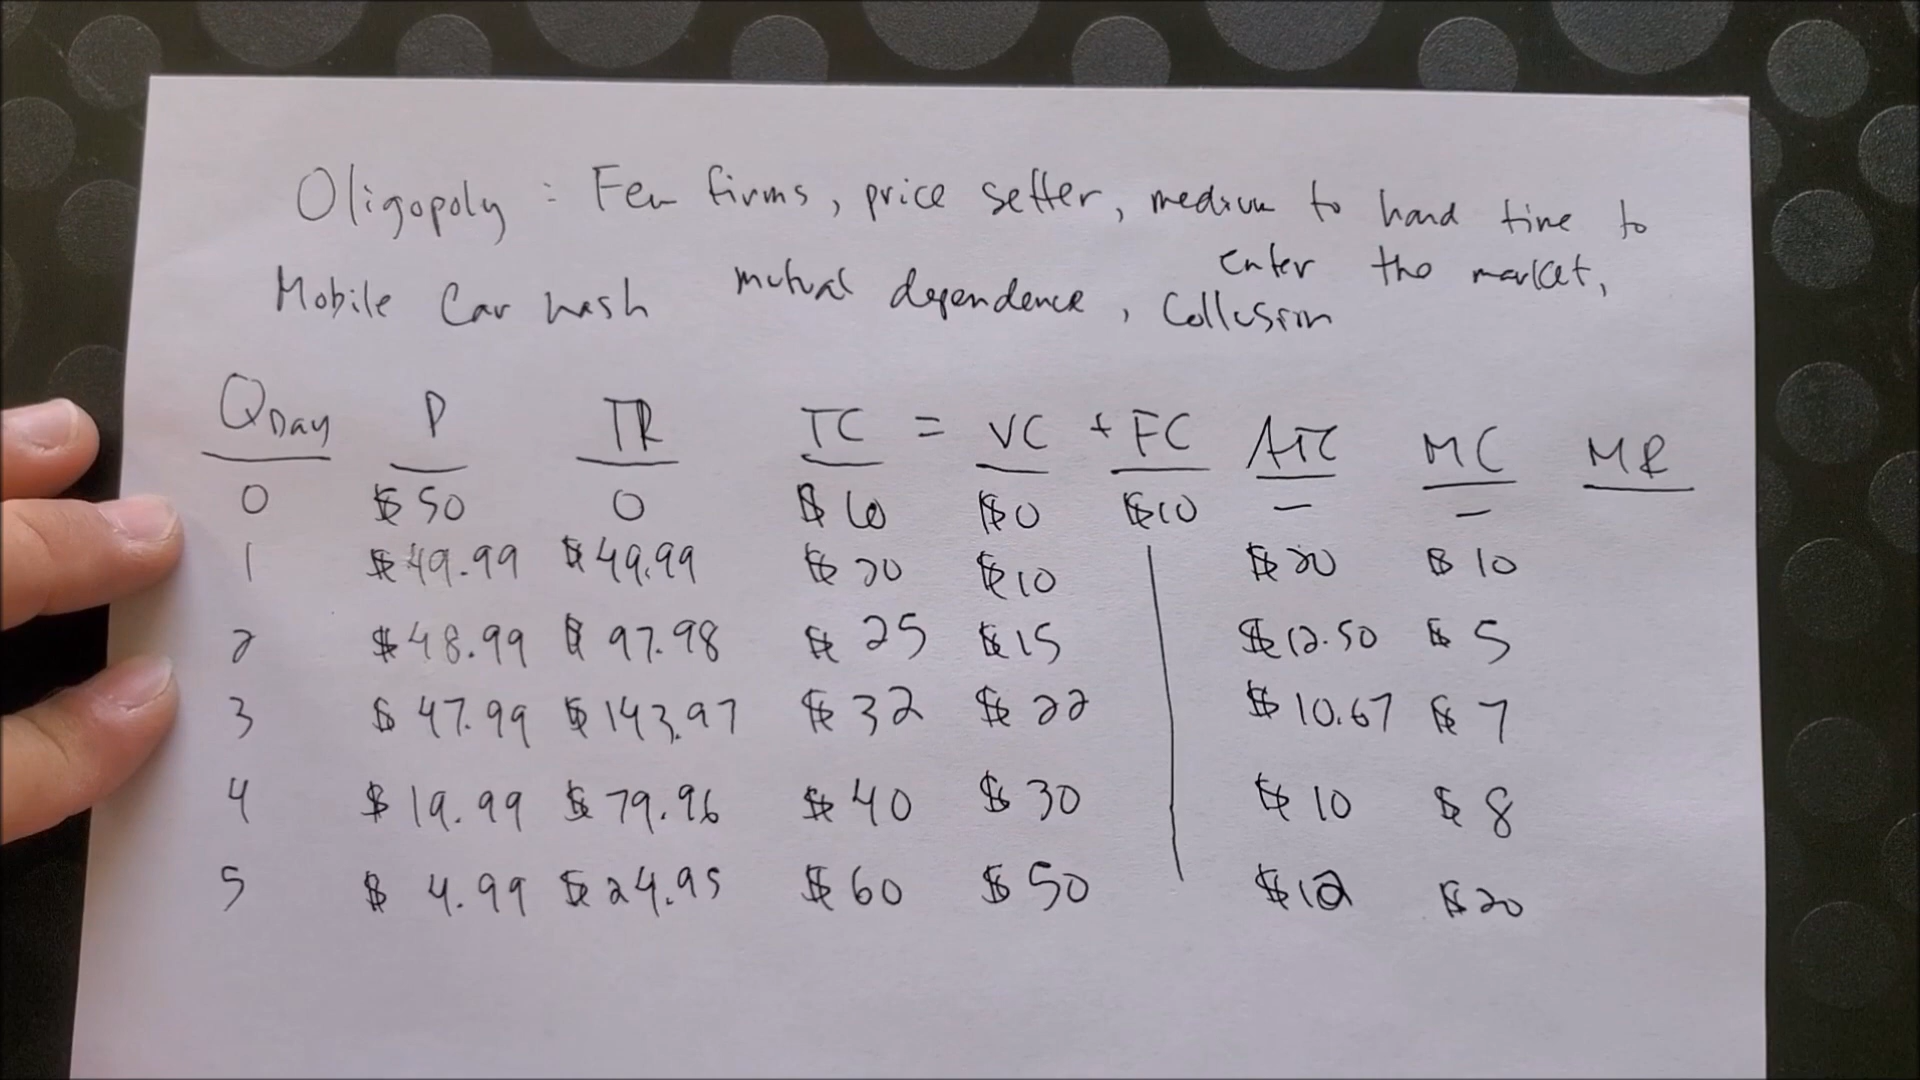 Oligopoly : Few firms, price setter, medium to hard time to
enter the market,
Mobile Car wash mutual dependence, Collusion
QDay P TR TC = VC + FC ATC MC MR
0 $50 0 $10 $0 $10 — —
1 $49.99 $49.99 $20 $10 $20 $10
2 $48.99 $97.98 $25 $15 $12.50 $5
3 $47.99 $143.97 $32 $22 $10.67 $7
4 $19.99 $79.96 $40 $30 $10 $8
5 $4.99 $24.95 $60 $50 $12 $20